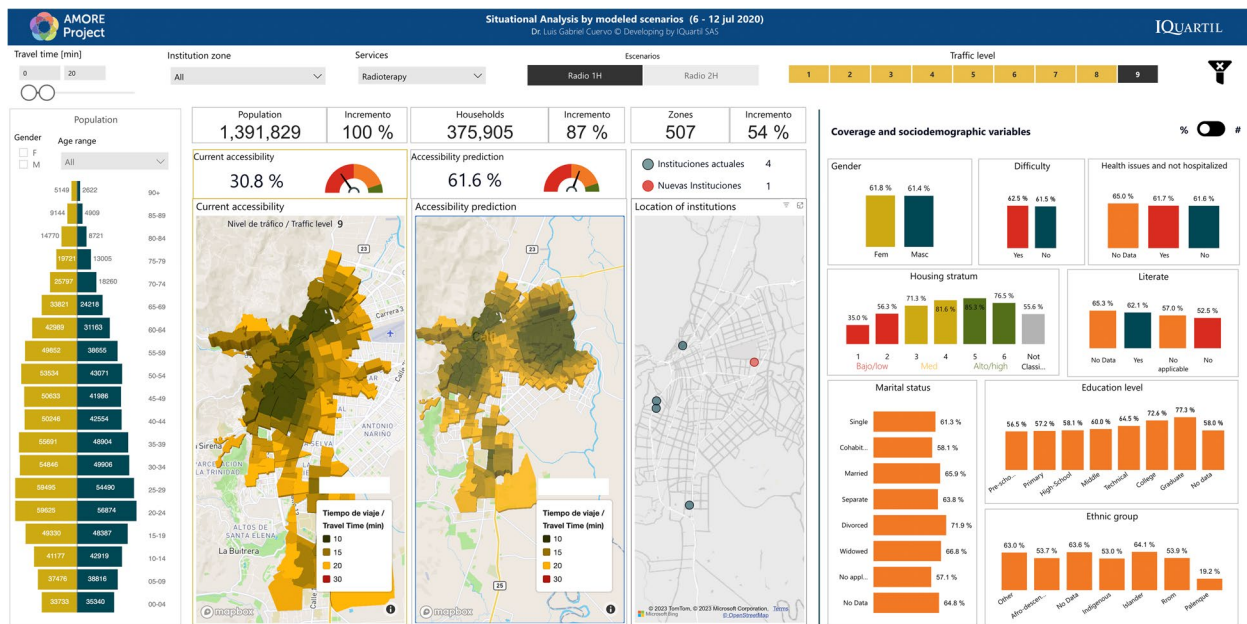 AMORE
Project
Situational Analysis by modeled scenarios (6 - 12 jul 2020)
Dr. Luis Gabriel Cuervo © Developing by IQuartil SAS
IQUARTIL
Travel time [min]
0 20
Institution zone
All
Services
Radioterapy
Escenarios
Radio 1H Radio 2H
Traffic level
1 2 3 4 5 6 7 8 9
Population
Gender
F
M
Age range
All
5149 2622 90+
9144 4909 85-89
14770 8721 80-84
19721 13005 75-79
25797 18260 70-74
33821 24218 65-69
42989 31163 60-64
49852 38655 55-59
53534 43071 50-54
50633 41986 45-49
50246 42554 40-44
55691 48904 35-39
54846 49906 30-34
59495 54490 25-29
59625 56874 20-24
49330 48387 15-19
41177 42919 10-14
37476 38816 05-09
33733 35340 00-04
Population
1,391,829
Incremento
100 %
Households
375,905
Incremento
87 %
Zones
507
Incremento
54 %
Current accessibility
30.8 %
Accessibility prediction
61.6 %
Instituciones actuales 4
Nuevas Instituciones 1
Current accessibility
Nivel de tráfico / Traffic level 9
23
Carrera 3
ANTONIO
NARIÑO
Sirena
LA TRINIDAD
ALTOS DE
SANTA ELENA
La Buitrera
Tiempo de viaje /
Travel Time (min)
10
15
20
30
mapbox
Accessibility prediction
23
25
Tiempo de viaje /
Travel Time (min)
10
15
20
30
mapbox
Location of institutions
Microsoft Bing
© 2023 TomTom, © 2023 Microsoft Corporation, Terms
© OpenStreetMap
Coverage and sociodemographic variables
% #
Gender
61.8 % 61.4 %
Fem Masc
Difficulty
62.5 % 61.5 %
Yes No
Health issues and not hospitalized
65.0 % 61.7 % 61.6 %
No Data Yes No
Housing stratum
35.0 % 56.3 % 71.3 % 81.6 % 85.3 % 76.5 % 55.6 %
1 2 3 4 5 6 Not
Classi...
Bajo/low Med Alto/high
Literate
65.3 % 62.1 % 57.0 % 52.5 %
No Data Yes No
applicable No
Marital status
Single 61.3 %
Cohabit... 58.1 %
Married 65.9 %
Separate 63.8 %
Divorced 71.9 %
Widowed 66.8 %
No appl... 57.1 %
No Data 64.8 %
Education level
56.5 % 57.2 % 58.1 % 60.0 % 64.5 % 72.6 % 77.3 % 58.0 %
Pre-scho... Primary High-School Middle Technical College Graduate No data
Ethnic group
63.0 % 53.7 % 63.6 % 53.0 % 64.1 % 53.9 % 19.2 %
Other Afro-descen... No Data Indigenous Islander Rrom Palenque